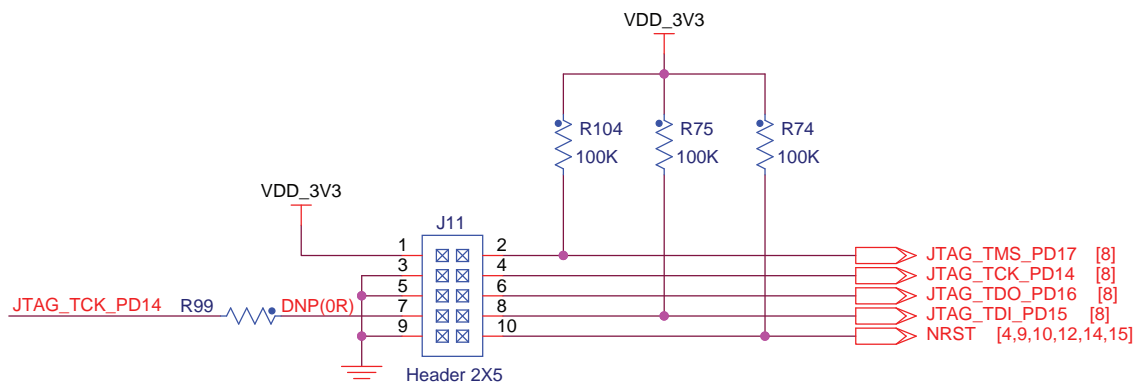 VDD_3V3
R104
100K
R75
100K
R74
100K
VDD_3V3
J11
1
2
JTAG_TMS_PD17 [8]
3
4
JTAG_TCK_PD14 [8]
5
6
JTAG_TDO_PD16 [8]
JTAG_TCK_PD14
R99
DNP(0R)
7
8
JTAG_TDI_PD15 [8]
9
10
NRST [4,9,10,12,14,15]
Header 2X5